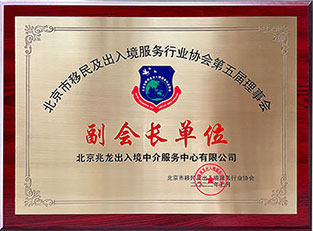 北京市移民及出入境服务行业协会第五届理事会
副会长单位
北京兆龙出入境中介服务中心有限公司
北京市移民及出入境服务行业协会